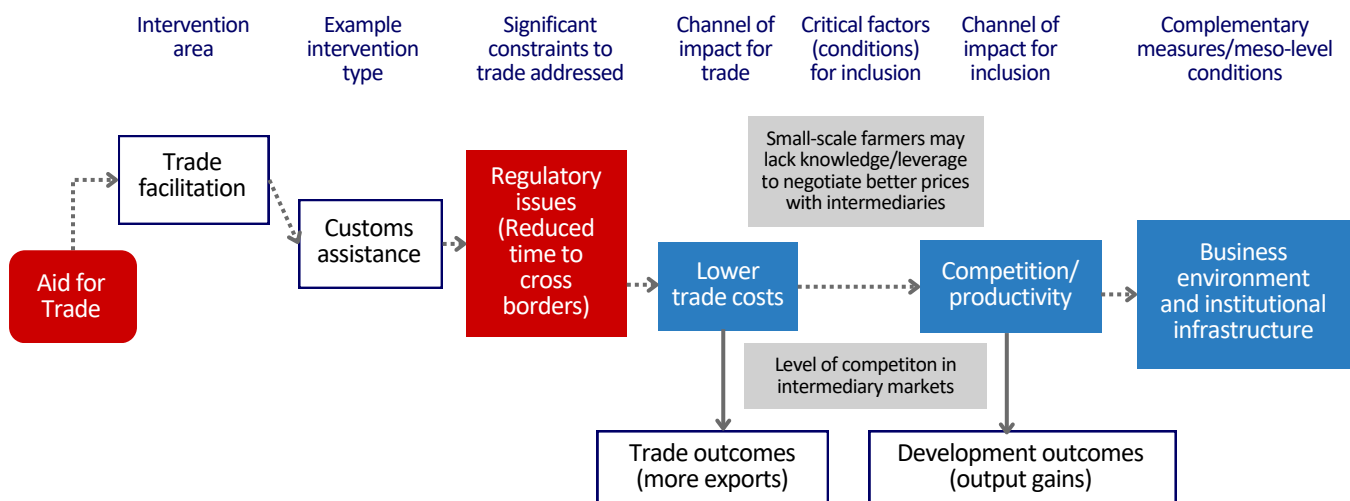 Intervention
area
Example
intervention
type
Significant
constraints to
trade addressed
Channel of
impact for
trade
Critical factors
(conditions)
for inclusion
Channel of
impact for
inclusion
Complementary
measures/meso-level
conditions
Aid for
Trade
Trade
facilitation
Customs
assistance
Regulatory
issues
(Reduced
time to
cross
borders)
Lower
trade costs
Small-scale farmers may
lack knowledge/leverage
to negotiate better prices
with intermediaries
Level of competiton in
intermediary markets
Competition/
productivity
Business
environment
and institutional
infrastructure
Trade outcomes
(more exports)
Development outcomes
(output gains)